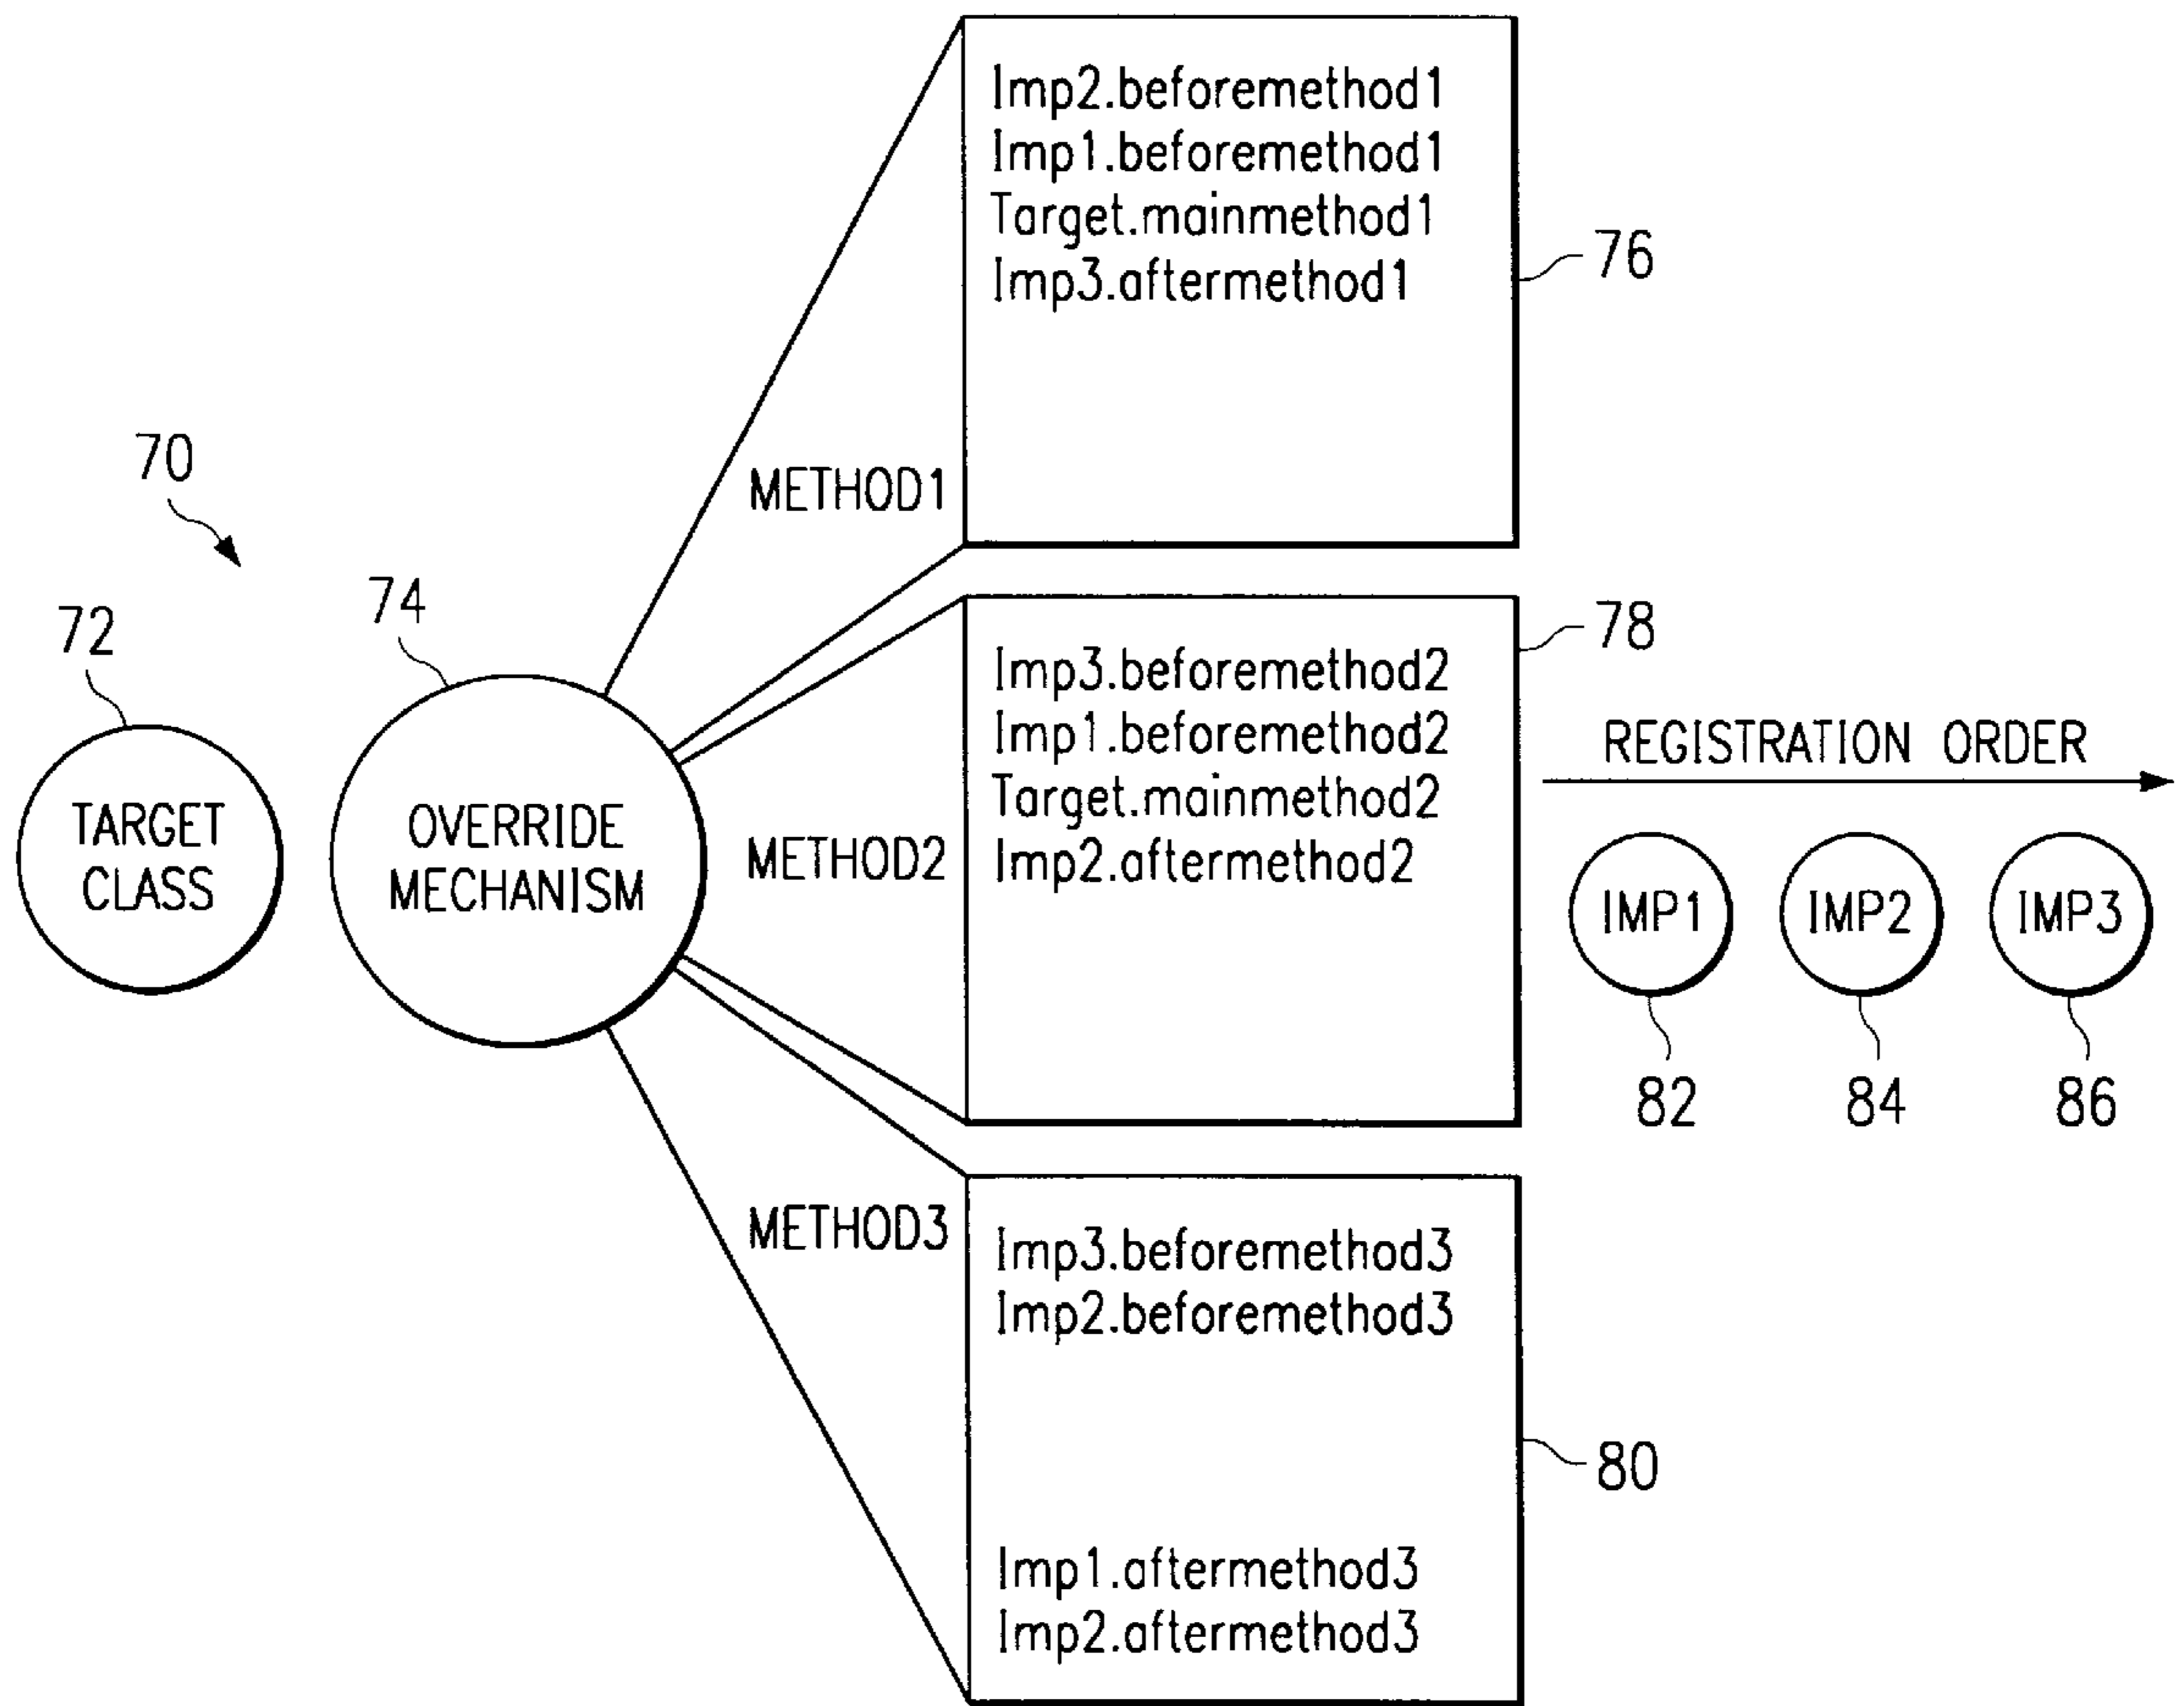 Imp2.beforemethod1
Imp1.beforemethod1
Target.mainmethod1
Imp3.aftermethod1
76
METHOD1
70
72
74
TARGET
CLASS
OVERRIDE
MECHANISM
METHOD2
Imp3.beforemethod2
Imp1.beforemethod2
Target.mainmethod2
Imp2.aftermethod2
78
REGISTRATION ORDER
IMP1
IMP2
IMP3
82
84
86
METHOD3
Imp3.beforemethod3
Imp2.beforemethod3
Imp1.aftermethod3
Imp2.aftermethod3
80